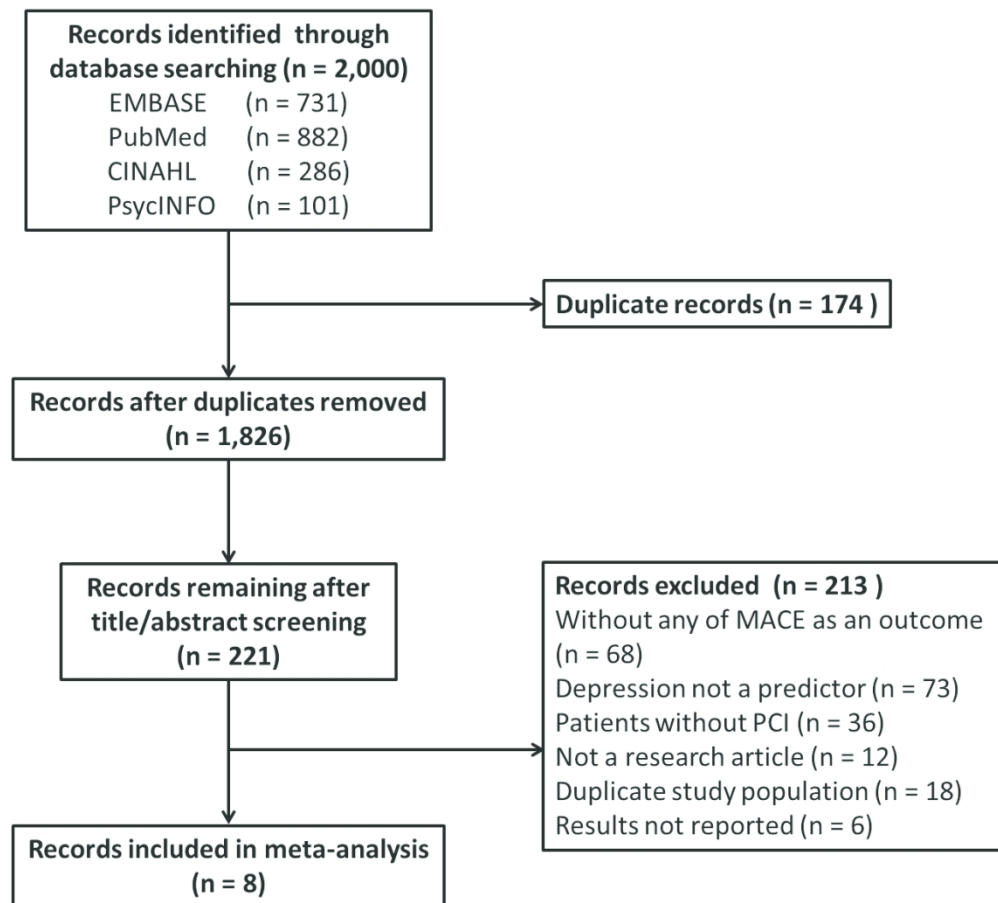 Records identified through
database searching (n = 2,000)
EMBASE (n = 731)
PubMed (n = 882)
CINAHL (n = 286)
PsycINFO (n = 101)
Duplicate records (n = 174 )
Records after duplicates removed
(n = 1,826)
Records remaining after
title/abstract screening
(n = 221)
Records excluded (n = 213 )
Without any of MACE as an outcome
(n = 68)
Depression not a predictor (n = 73)
Patients without PCI (n = 36)
Not a research article (n = 12)
Duplicate study population (n = 18)
Results not reported (n = 6)
Records included in meta-analysis
(n = 8)